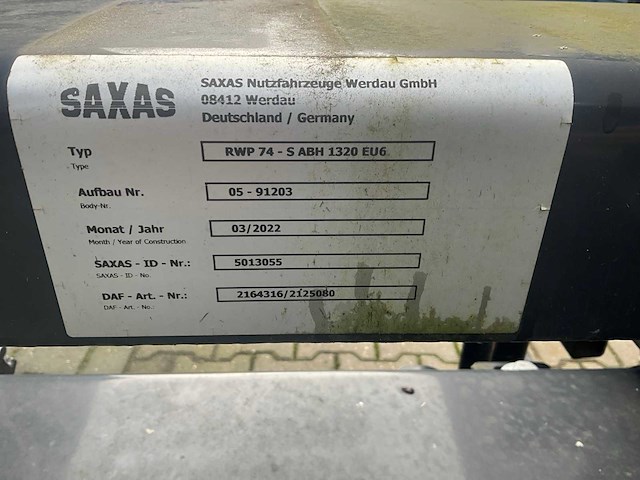 SAXAS
SAXAS Nutzfahrzeuge Werdau GmbH
08412 Werdau
Deutschland / Germany
Typ RWP 74 - S ABH 1320 EU6
Type
Aufbau Nr. 05 - 91203
Body-Nr.
Monat / Jahr 03/2022
Month / Year of Construction
SAXAS - ID - Nr.: 5013055
SAXAS - ID - No.
DAF - Art. - Nr.: 2164316/2125080
DAF - Art. - No.: